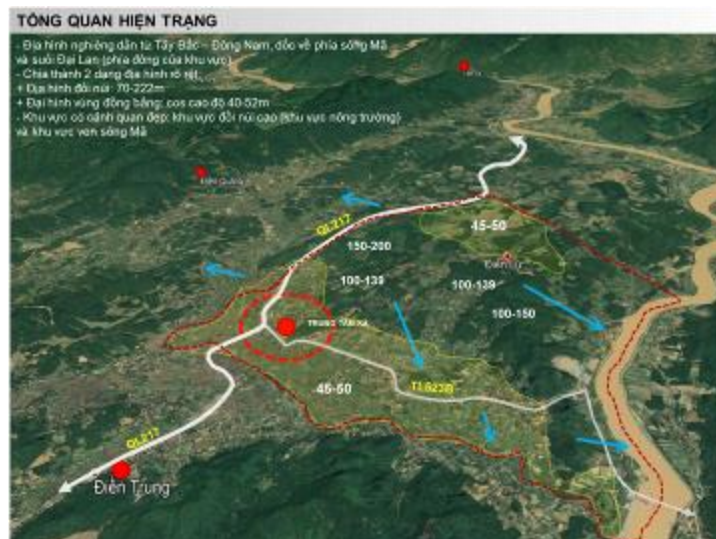 TỔNG QUAN HIỆN TRẠNG
- Địa hình nghiêng dần từ Tây Bắc – Đông Nam, dốc về phía sông Mã
và suối Đại Lan (phía đông của khu vực)
- Chia thành 2 dạng địa hình rõ rệt
+ Địa hình đồi núi: 70-222m
+ Đại hình vùng đồng bằng: cos cao độ 40-52m
- Khu vực có cảnh quan đẹp: khu vực đồi núi cao (khu vực nông trường)
và khu vực ven sông Mã
QL217
45-50
150-200
100-139
100-139
100-150
TRUNG TÂM XÃ
45-50
TL523B
QL217
Điền Trung